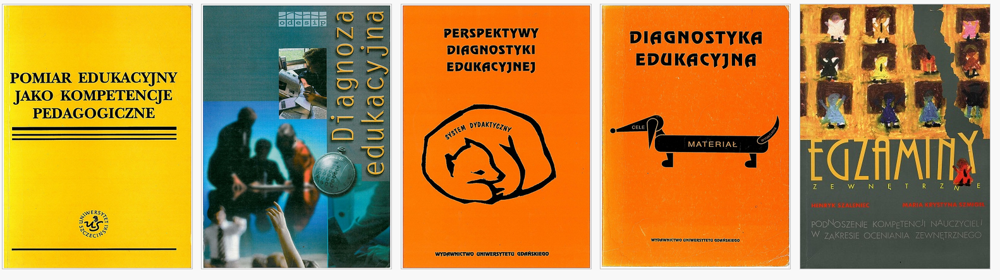 POMIAR EDUKACYJNY
JAKO KOMPETENCJE
PEDAGOGICZNE
UNIWERSYTET
SZCZECIŃSKI
US
odesip
Diagnoza
edukacyjna
PERSPEKTYWY
DIAGNOSTYKI
EDUKACYJNEJ
SYSTEM DYDAKTYCZNY
WYDAWNICTWO UNIWERSYTETU GDAŃSKIEGO
DIAGNOSTYKA
EDUKACYJNA
CELE
MATERIAŁ
WYMAGANIA
WYDAWNICTWO UNIWERSYTETU GDAŃSKIEGO
EGZAMINY
ZEWNĘTRZNE
HENRYK SZALENIEC
MARIA KRYSTYNA SZMIGEL
PODNOSZENIE KOMPETENCJI NAUCZYCIELI
W ZAKRESIE OCENIANIA ZEWNĘTRZNEGO